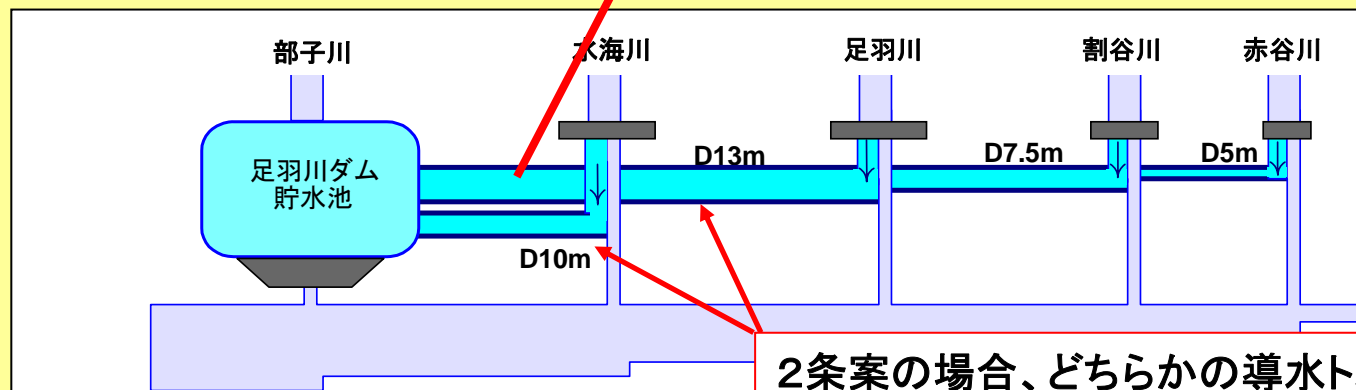 部子川 水海川 足羽川 割谷川 赤谷川
D13m D7.5m D5m
足羽川ダム
貯水池
D10m
2条案の場合、どちらかの導水ト